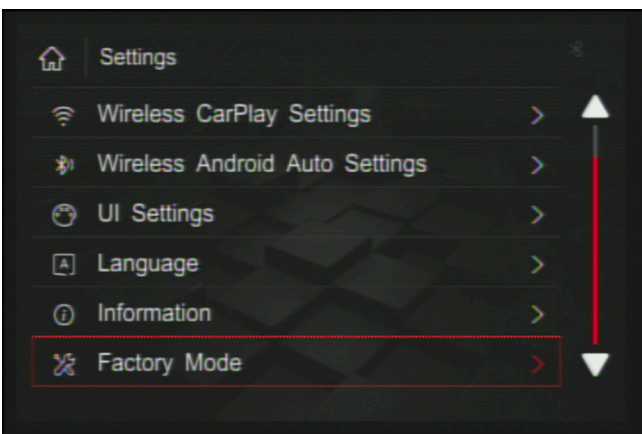 Settings
Wireless CarPlay Settings
Wireless Android Auto Settings
UI Settings
A Language
Information
Factory Mode